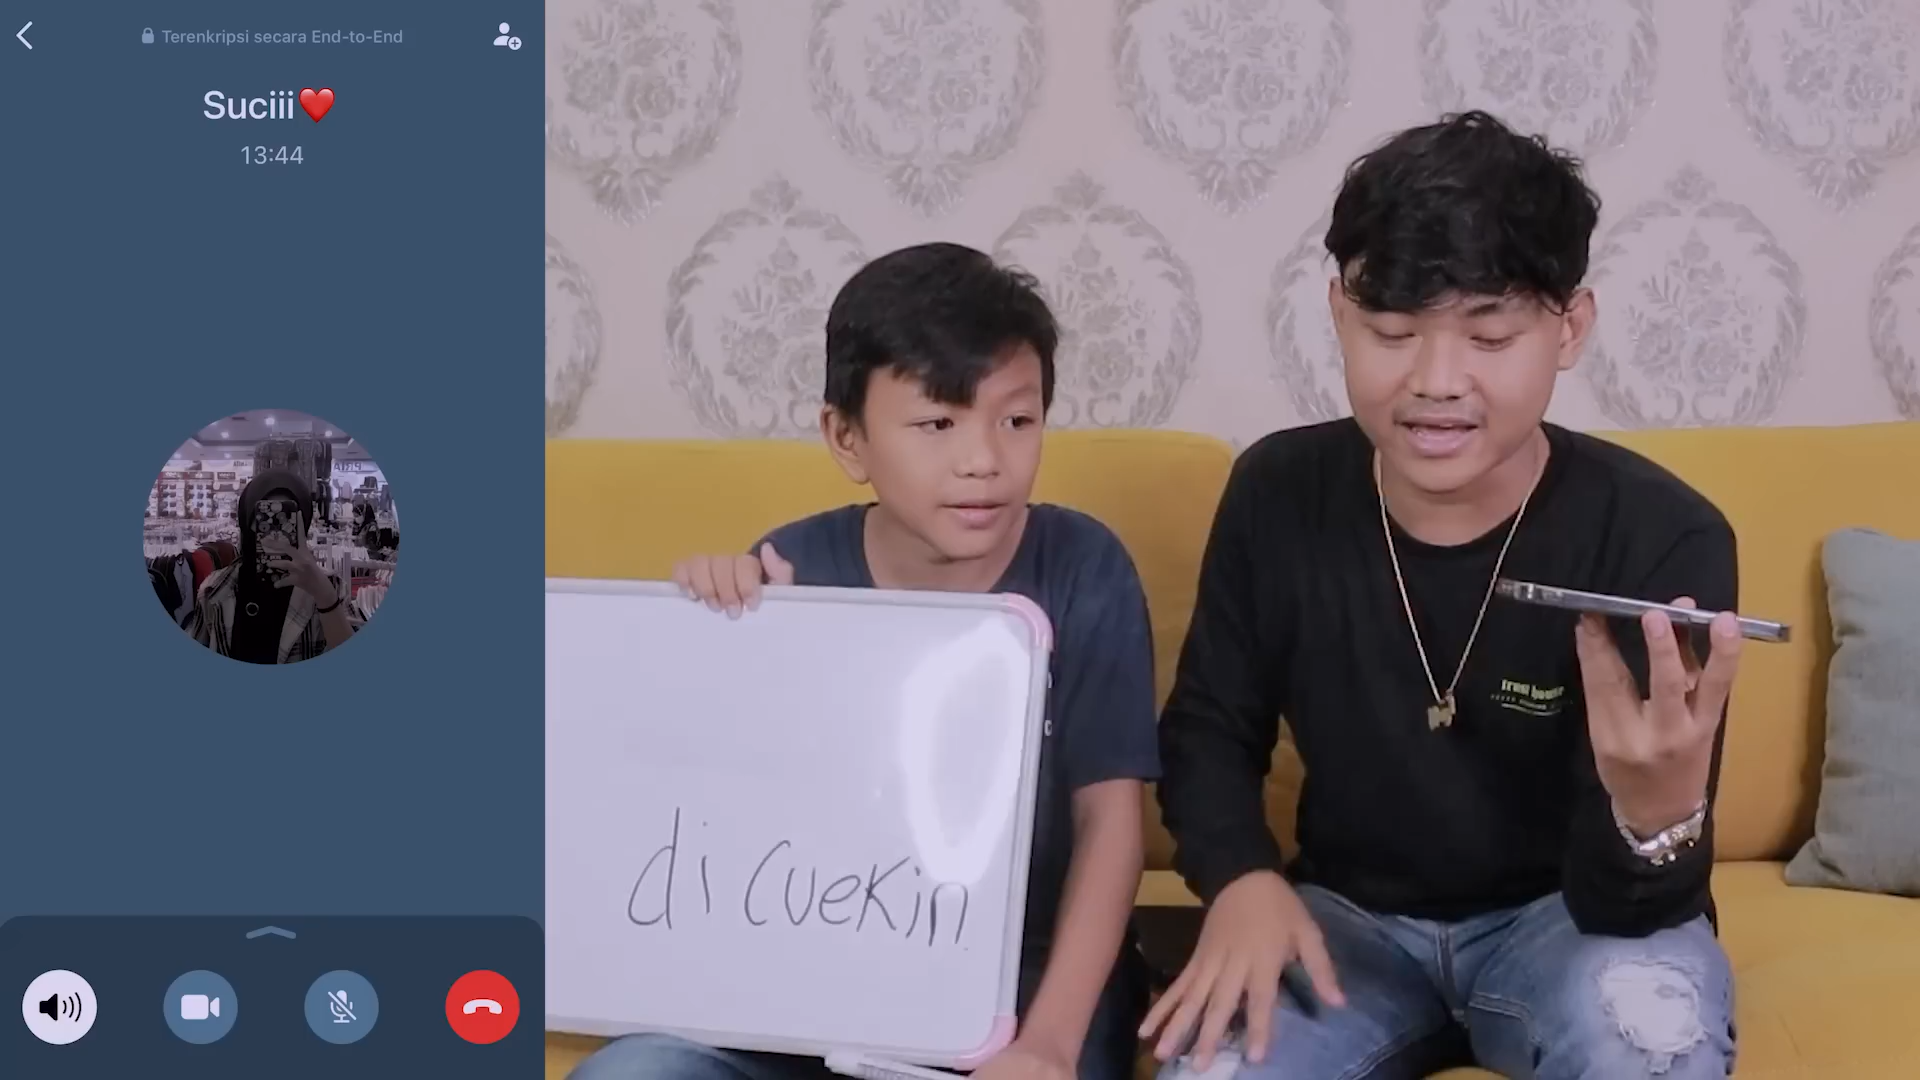 Terenkripsi secara End-to-End
Suciii❤️
13:44
di cuekin